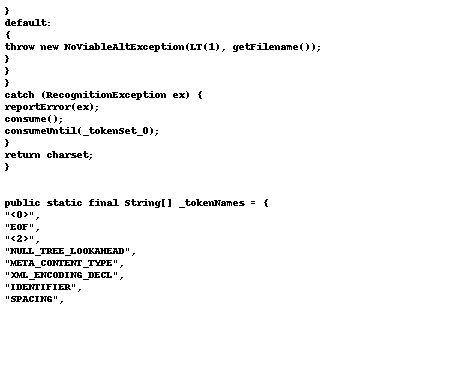 }
default:
{
throw new NoViableAltException(LT(1), getFilename());
}
}
}
catch (RecognitionException ex) {
reportError(ex);
consume();
consumeUntil(_tokenSet_0);
}
return charset;
}
public static final String[] _tokenNames = {
"<0>",
"EOF",
"<2>",
"NULL_TREE_LOOKAHEAD",
"META_CONTENT_TYPE",
"XML_ENCODING_DECL",
"IDENTIFIER",
"SPACING",